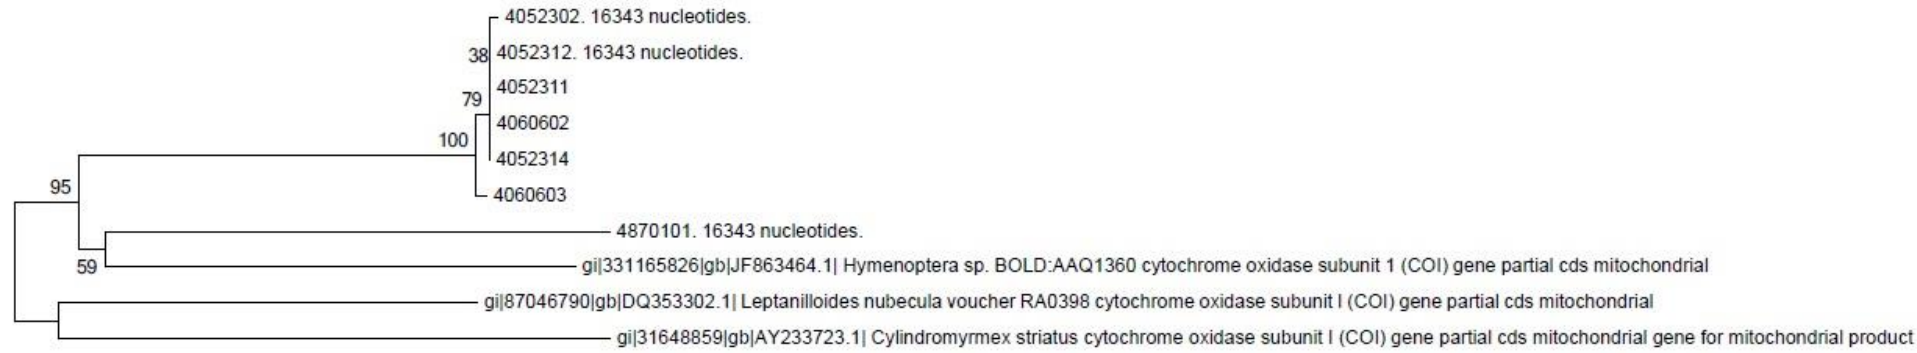 4052302. 16343 nucleotides.
38
4052312. 16343 nucleotides.
4052311
79
4060602
100
4052314
95
4060603
4870101. 16343 nucleotides.
59
gi|331165826|gb|JF863464.1| Hymenoptera sp. BOLD:AAQ1360 cytochrome oxidase subunit 1 (COI) gene partial cds mitochondrial
gi|87046790|gb|DQ353302.1| Leptanilloides nubecula voucher RA0398 cytochrome oxidase subunit I (COI) gene partial cds mitochondrial
gi|31648859|gb|AY233723.1| Cylindromyrmex striatus cytochrome oxidase subunit I (COI) gene partial cds mitochondrial gene for mitochondrial product